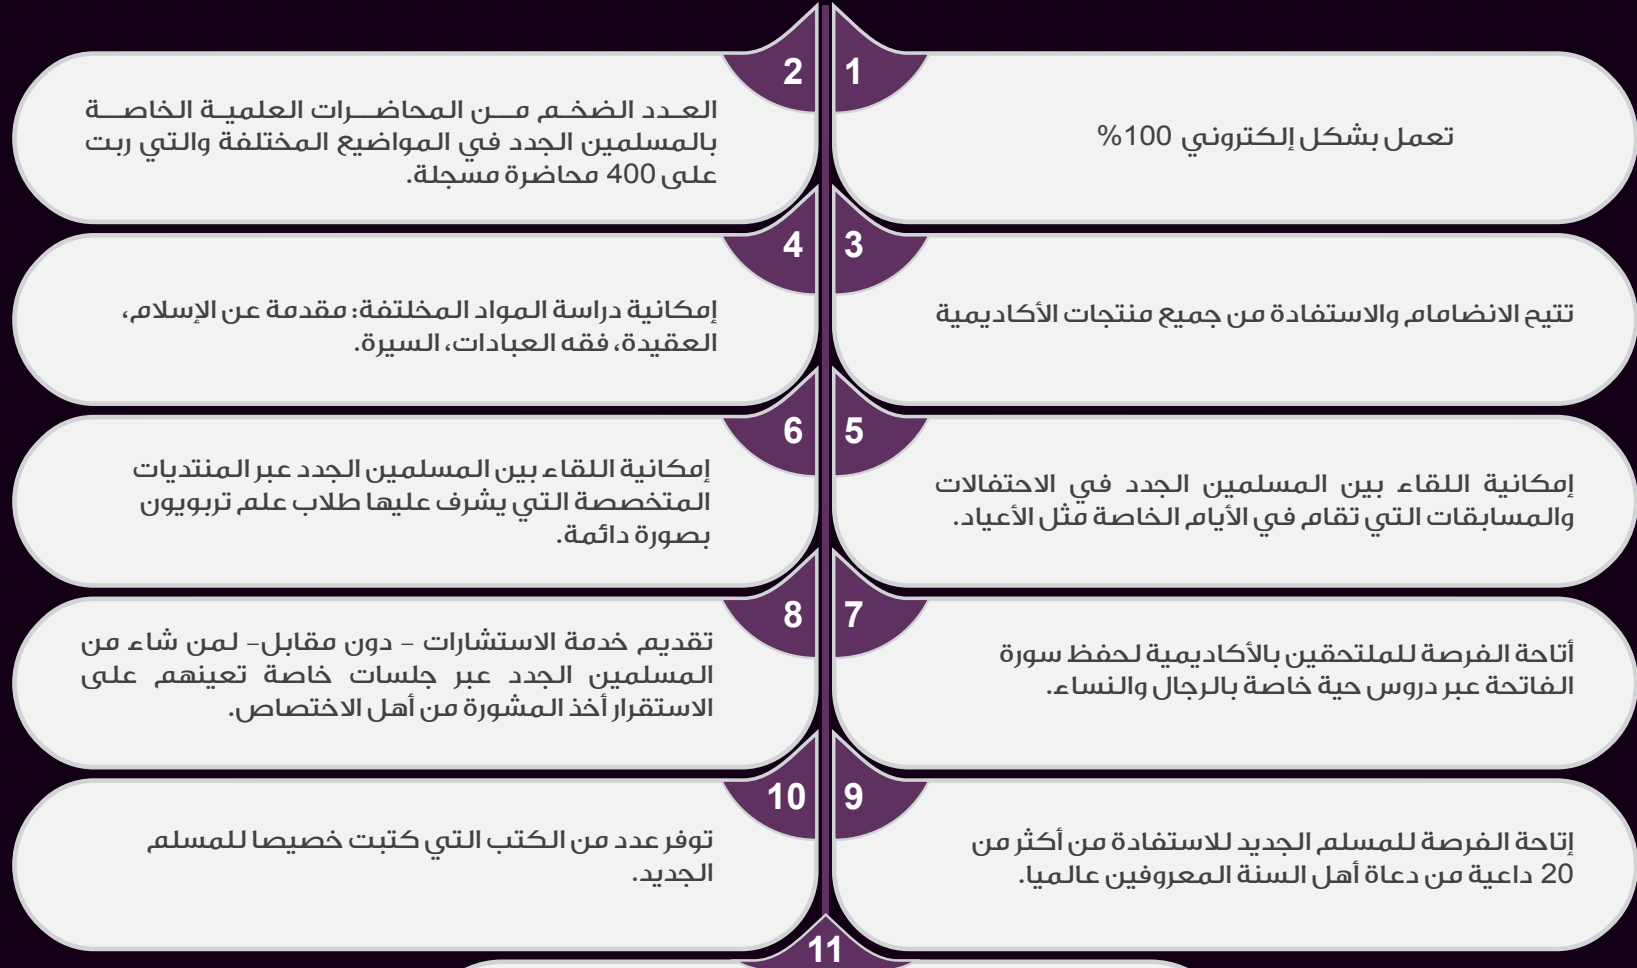 1
تعمل بشكل إلكتروني 100%
2
العدد الضخم من المحاضرات العلمية الخاصة
بالمسلمين الجدد في المواضيع المختلفة والتي ربت
على 400 محاضرة مسجلة.
3
تتيح الانضامام والاستفادة من جميع منتجات الأكاديمية
4
إمكانية دراسة المواد المخلتفة: مقدمة عن الإسلام،
العقيدة، فقه العبادات، السيرة.
5
إمكانية اللقاء بين المسلمين الجدد في الاحتفالات
والمسابقات التي تقام في الأيام الخاصة مثل الأعياد.
6
إمكانية اللقاء بين المسلمين الجدد عبر المنتديات
المتخصصة التي يشرف عليها طلاب علم تربويون
بصورة دائمة.
7
أتاحة الفرصة للملتحقين بالأكاديمية لحفظ سورة
الفاتحة عبر دروس حية خاصة بالرجال والنساء.
8
تقديم خدمة الاستشارات - دون مقابل- لمن شاء من
المسلمين الجدد عبر جلسات خاصة تعينهم على
الاستقرار أخذ المشورة من أهل الاختصاص.
9
إتاحة الفرصة للمسلم الجديد للاستفادة من أكثر من
20 داعية من دعاة أهل السنة المعروفين عالميا.
10
توفر عدد من الكتب التي كتبت خصيصا للمسلم
الجديد.
11